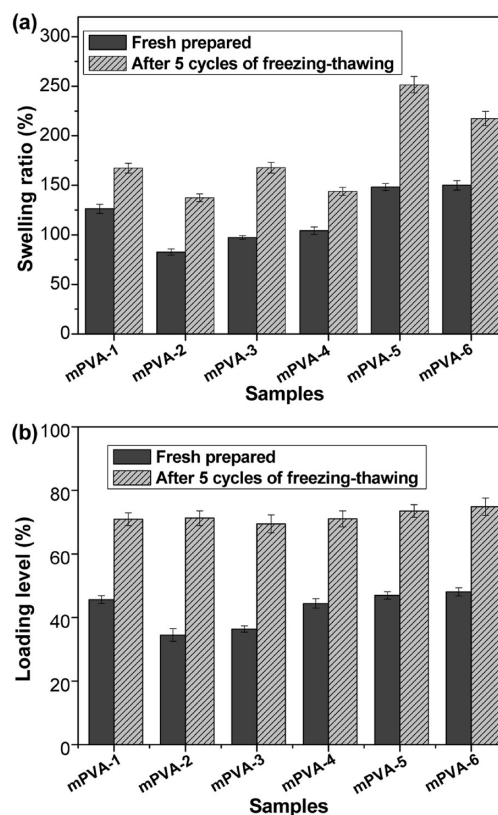 (a)
300
250
200
150
100
50
0
Swelling ratio (%)
Fresh prepared
After 5 cycles of freezing-thawing
mPVA-1 mPVA-2 mPVA-3 mPVA-4 mPVA-5 mPVA-6
Samples
(b)
100
80
60
40
20
0
Loading level (%)
Fresh prepared
After 5 cycles of freezing-thawing
mPVA-1 mPVA-2 mPVA-3 mPVA-4 mPVA-5 mPVA-6
Samples